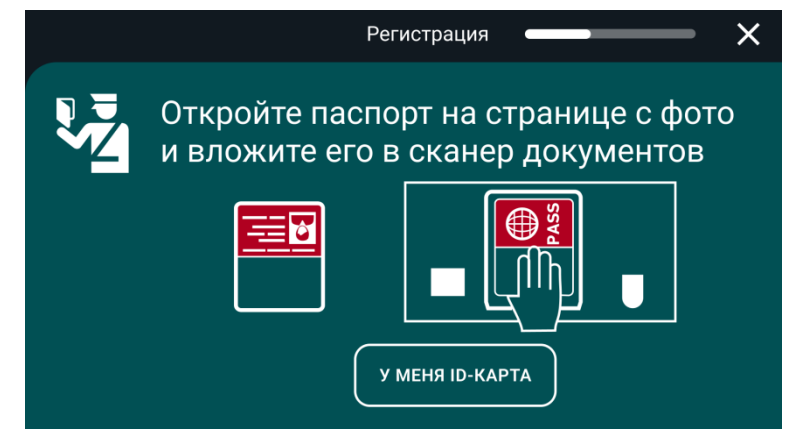 Регистрация
Откройте паспорт на странице с фото
и вложите его в сканер документов
PASS
У МЕНЯ ID-КАРТА